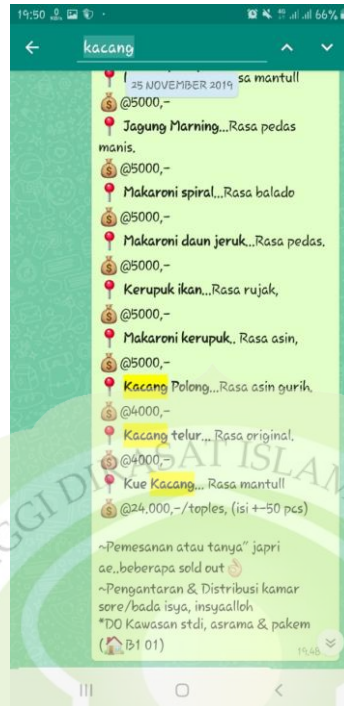 19:50 66%
kacang
sa mantull
25 NOVEMBER 2019
@5000,-
Jagung Marning...Rasa pedas
manis.
@5000,-
Makaroni spiral...Rasa balado
@5000,-
Makaroni daun jeruk...Rasa pedas.
@5000,-
Kerupuk ikan...Rasa rujak,
@5000,-
Makaroni kerupuk.. Rasa asin,
@5000,-
Kacang Polong...Rasa asin gurih.
@4000,-
Kacang telur... Rasa original.
@4000,-
Kue Kacang... Rasa mantull
@24.000,-/toples, (isi +-50 pcs)
~Pemesanan atau tanya" japri
ae..beberapa sold out👌
~Pengantaran & Distribusi kamar
sore/bada isya, insyaalloh
*DO Kawasan stdi, asrama & pakem
(🏠B1 01)
19.48